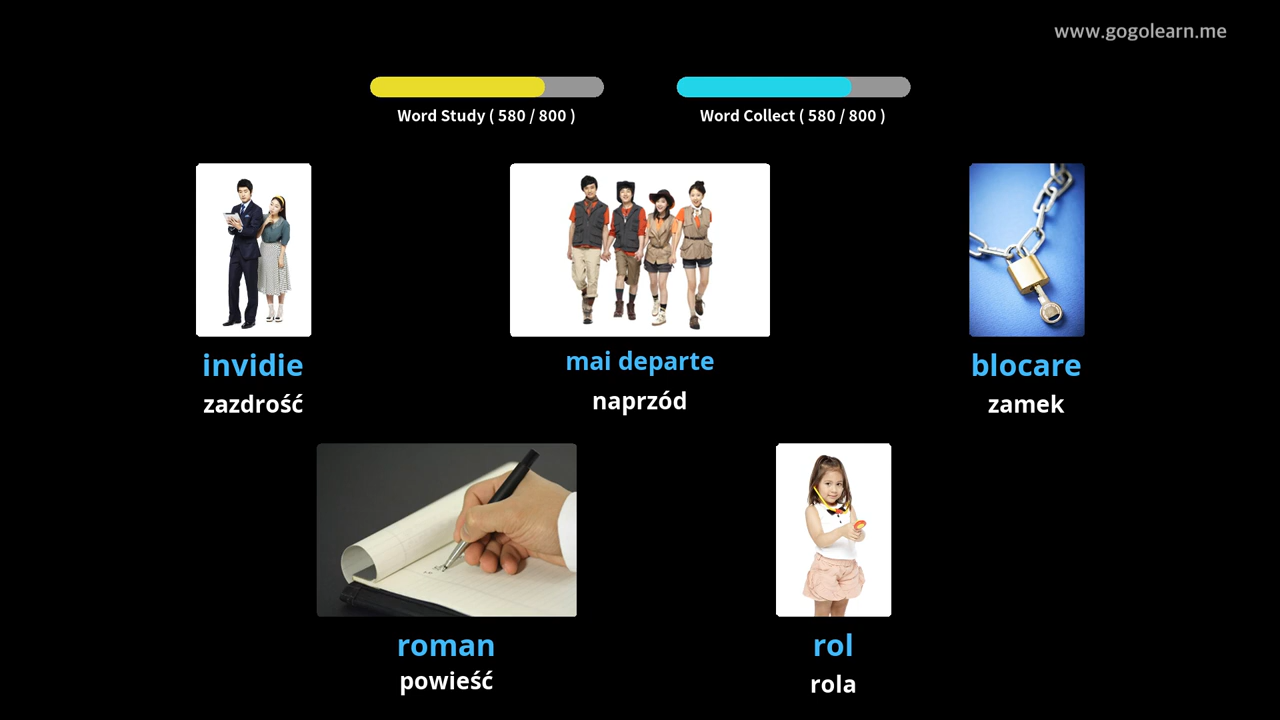 www.gogolearn.me
Word Study ( 580 / 800 )
Word Collect ( 580 / 800 )
invidie
zazdrość
mai departe
naprzód
blocare
zamek
roman
powieść
rol
rola